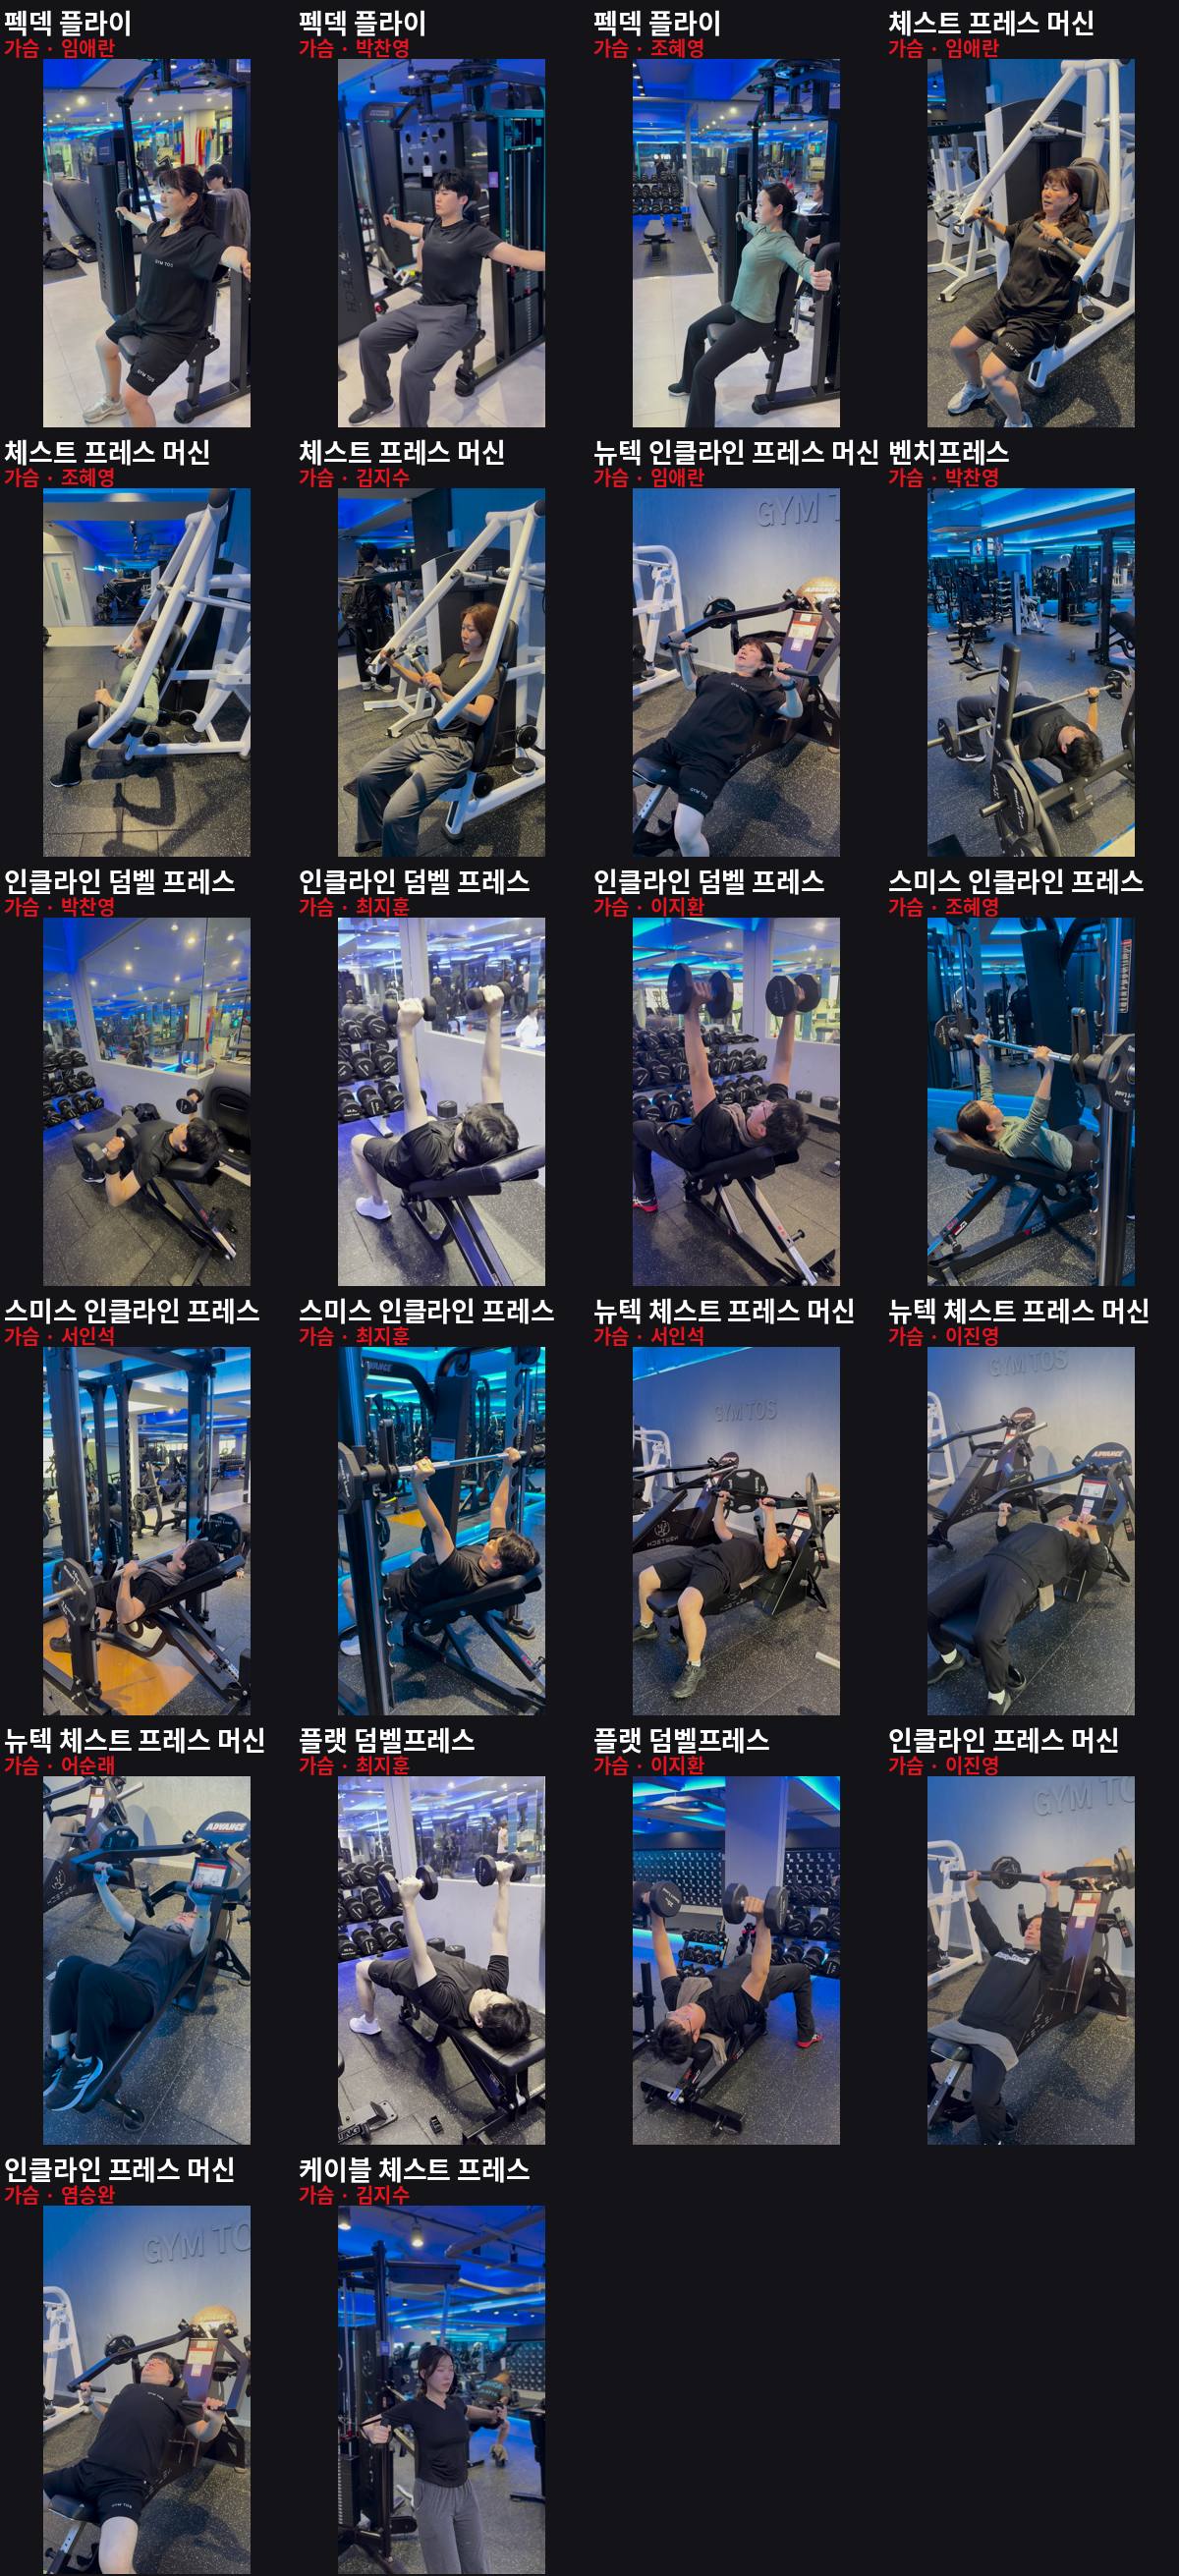 펙덱 플라이
가슴 · 임애란
펙덱 플라이
가슴 · 박찬영
펙덱 플라이
가슴 · 조혜영
체스트 프레스 머신
가슴 · 임애란
체스트 프레스 머신
가슴 · 조혜영
체스트 프레스 머신
가슴 · 김지수
뉴텍 인클라인 프레스 머신
가슴 · 임애란
벤치프레스
가슴 · 박찬영
GYM T
인클라인 덤벨 프레스
가슴 · 박찬영
인클라인 덤벨 프레스
가슴 · 최지훈
인클라인 덤벨 프레스
가슴 · 이지환
스미스 인클라인 프레스
가슴 · 조혜영
스미스 인클라인 프레스
가슴 · 서인석
스미스 인클라인 프레스
가슴 · 최지훈
뉴텍 체스트 프레스 머신
가슴 · 서인석
뉴텍 체스트 프레스 머신
가슴 · 이진영
ADVANCE
GYM TOS
GYM TOS
ADVANCE
뉴텍 체스트 프레스 머신
가슴 · 어순래
플랫 덤벨프레스
가슴 · 최지훈
플랫 덤벨프레스
가슴 · 이지환
인클라인 프레스 머신
가슴 · 이진영
ADVANCE
GYM TO
인클라인 프레스 머신
가슴 · 염승완
케이블 체스트 프레스
가슴 · 김지수
GYM TO